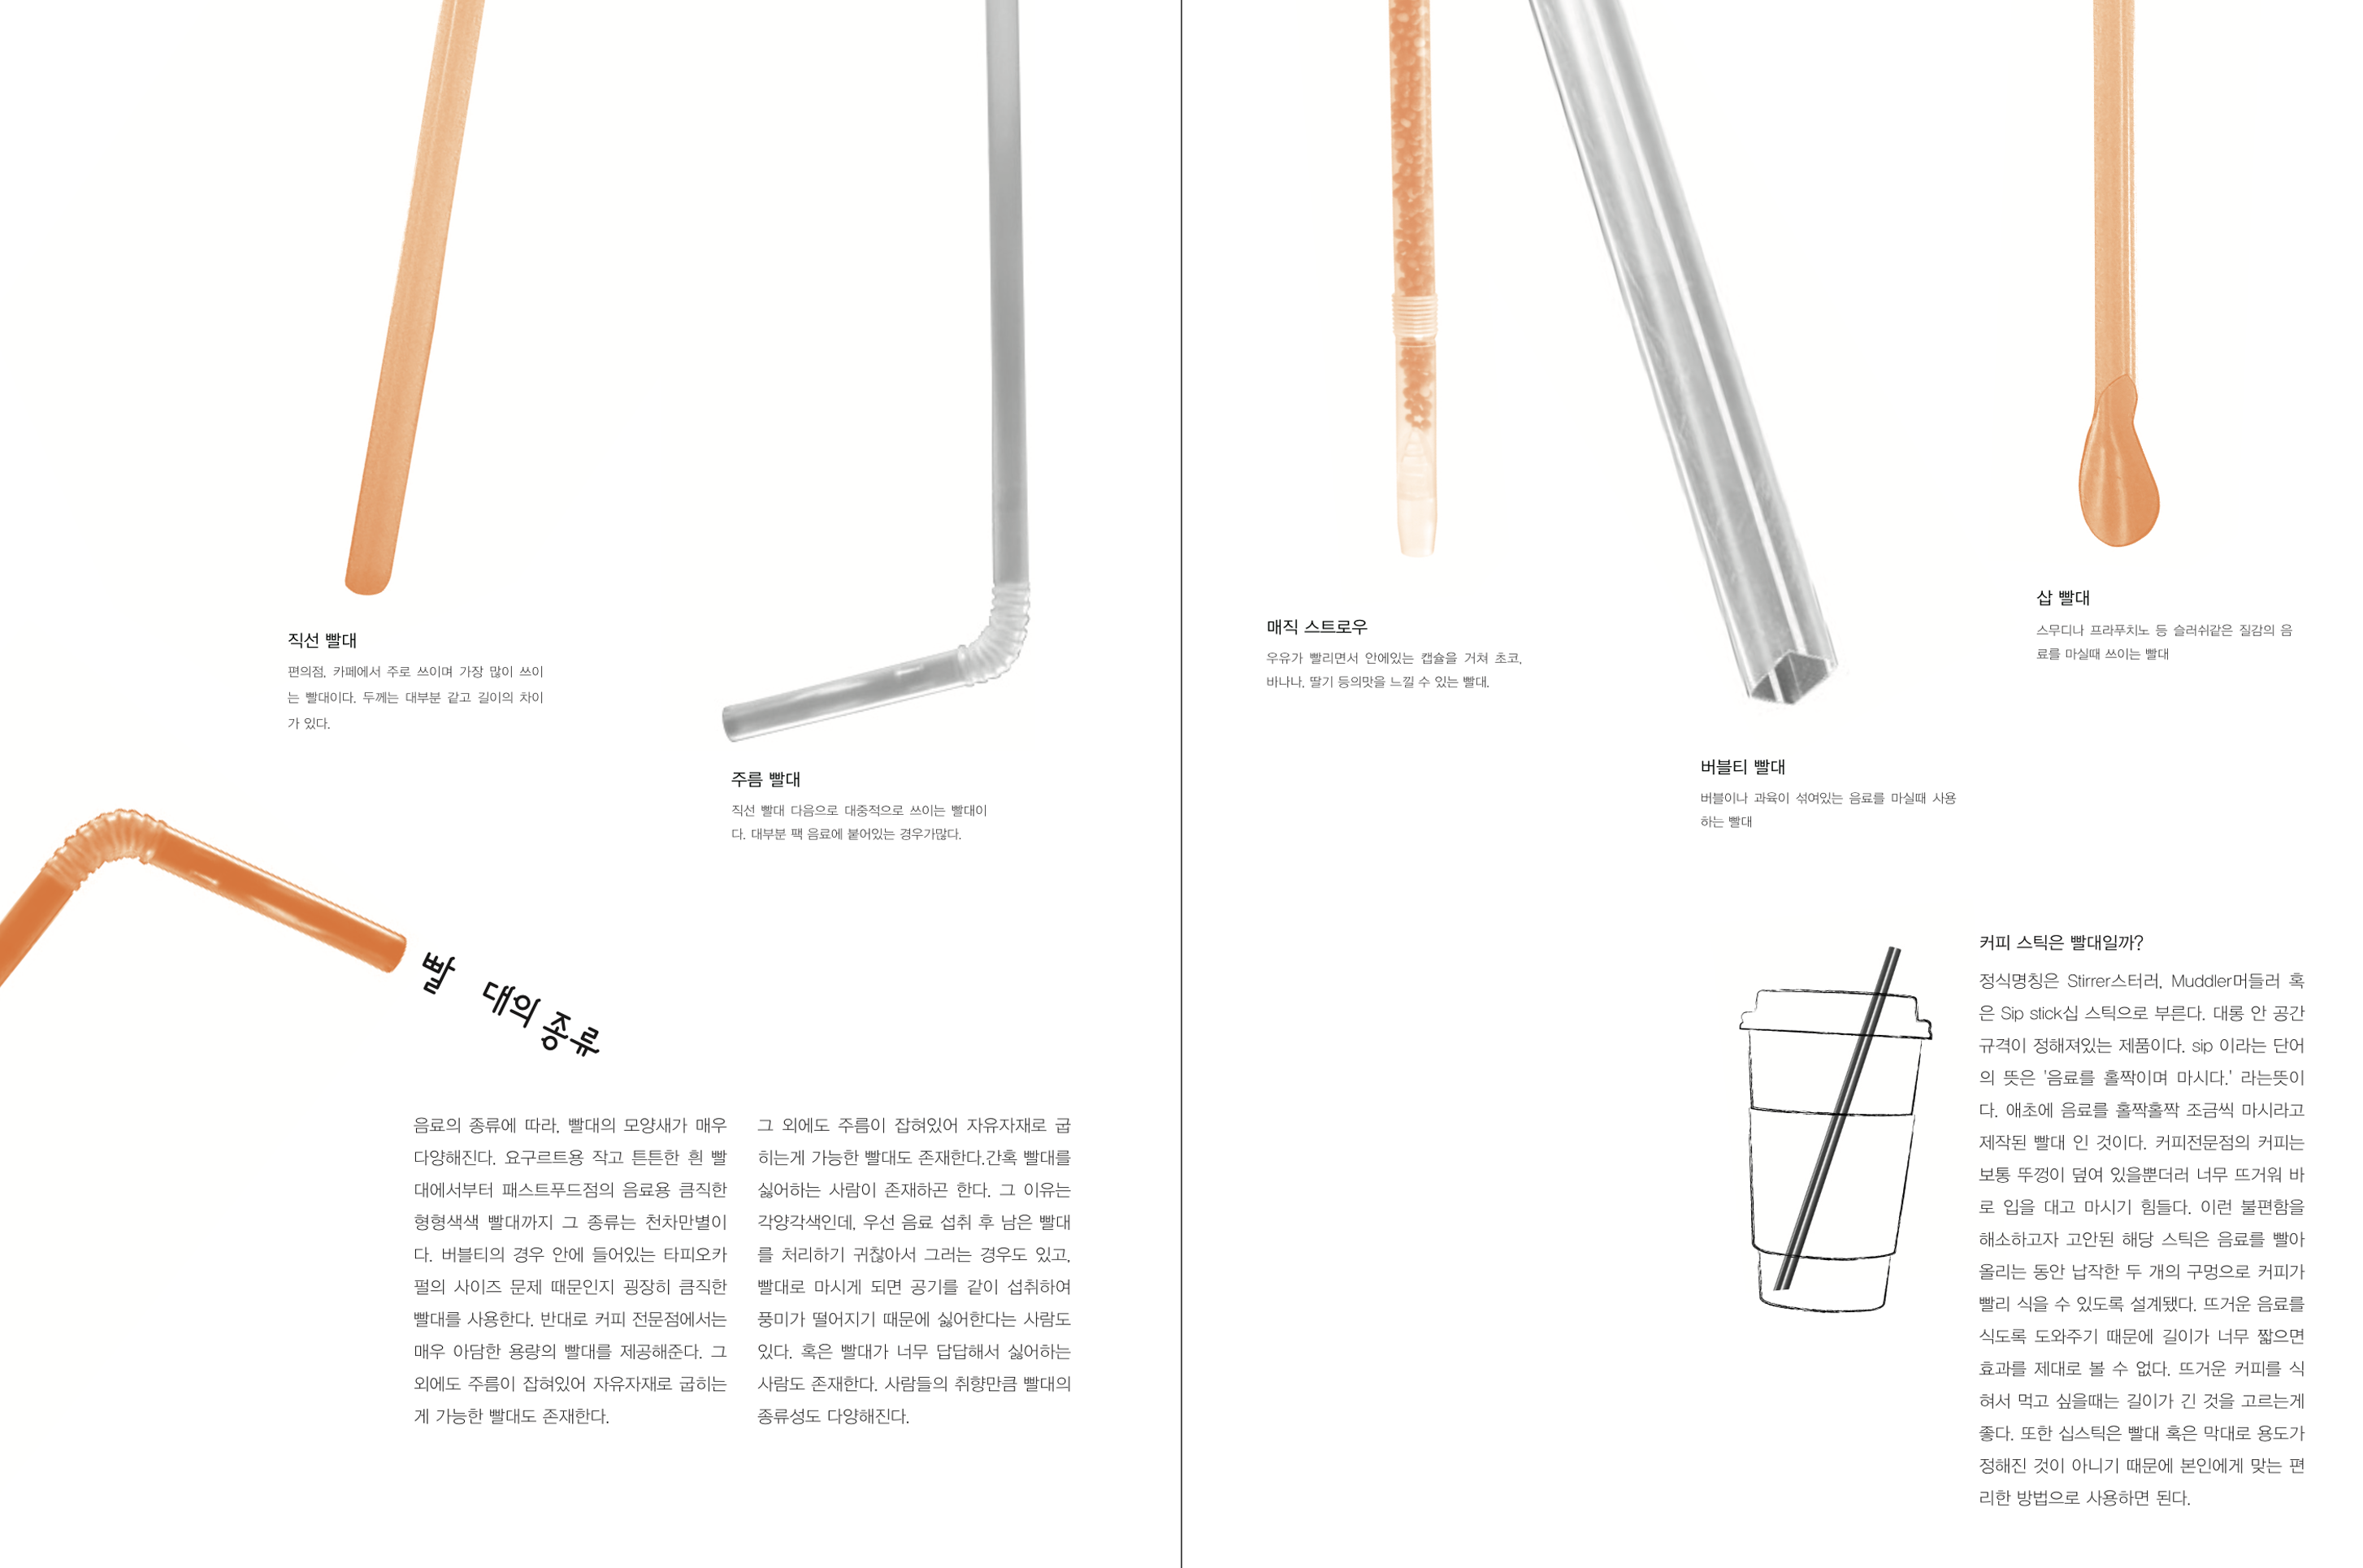 직선 빨대
편의점, 카페에서 주로 쓰이며 가장 많이 쓰이
는 빨대이다. 두께는 대부분 같고 길이의 차이
가 있다.
주름 빨대
직선 빨대 다음으로 대중적으로 쓰이는 빨대이
다. 대부분 팩 음료에 붙어있는 경우가많다.
빨 대의 종류
음료의 종류에 따라, 빨대의 모양새가 매우
다양해진다. 요구르트용 작고 튼튼한 흰 빨
대에서부터 패스트푸드점의 음료용 큼직한
형형색색 빨대까지 그 종류는 천차만별이
다. 버블티의 경우 안에 들어있는 타피오카
펄의 사이즈 문제 때문인지 굉장히 큼직한
빨대를 사용한다. 반대로 커피 전문점에서는
매우 아담한 용량의 빨대를 제공해준다. 그
외에도 주름이 잡혀있어 자유자재로 굽히는
게 가능한 빨대도 존재한다.
그 외에도 주름이 잡혀있어 자유자재로 굽
히는게 가능한 빨대도 존재한다.간혹 빨대를
싫어하는 사람이 존재하곤 한다. 그 이유는
각양각색인데, 우선 음료 섭취 후 남은 빨대
를 처리하기 귀찮아서 그러는 경우도 있고,
빨대로 마시게 되면 공기를 같이 섭취하여
풍미가 떨어지기 때문에 싫어한다는 사람도
있다. 혹은 빨대가 너무 답답해서 싫어하는
사람도 존재한다. 사람들의 취향만큼 빨대의
종류성도 다양해진다.
매직 스트로우
우유가 빨리면서 안에있는 캡슐을 거쳐 초코,
바나나, 딸기 등의맛을 느낄 수 있는 빨대.
버블티 빨대
버블이나 과육이 섞여있는 음료를 마실때 사용
하는 빨대
삽 빨대
스무디나 프라푸치노 등 슬러쉬같은 질감의 음
료를 마실때 쓰이는 빨대
커피 스틱은 빨대일까?
정식명칭은 Stirrer스터러, Muddler머들러 혹
은 Sip stick십 스틱으로 부른다. 대롱 안 공간
규격이 정해져있는 제품이다. sip 이라는 단어
의 뜻은 '음료를 홀짝이며 마시다.' 라는뜻이
다. 애초에 음료를 홀짝홀짝 조금씩 마시라고
제작된 빨대 인 것이다. 커피전문점의 커피는
보통 뚜껑이 덮여 있을뿐더러 너무 뜨거워 바
로 입을 대고 마시기 힘들다. 이런 불편함을
해소하고자 고안된 해당 스틱은 음료를 빨아
올리는 동안 납작한 두 개의 구멍으로 커피가
빨리 식을 수 있도록 설계됐다. 뜨거운 음료를
식도록 도와주기 때문에 길이가 너무 짧으면
효과를 제대로 볼 수 없다. 뜨거운 커피를 식
혀서 먹고 싶을때는 길이가 긴 것을 고르는게
좋다. 또한 십스틱은 빨대 혹은 막대로 용도가
정해진 것이 아니기 때문에 본인에게 맞는 편
리한 방법으로 사용하면 된다.